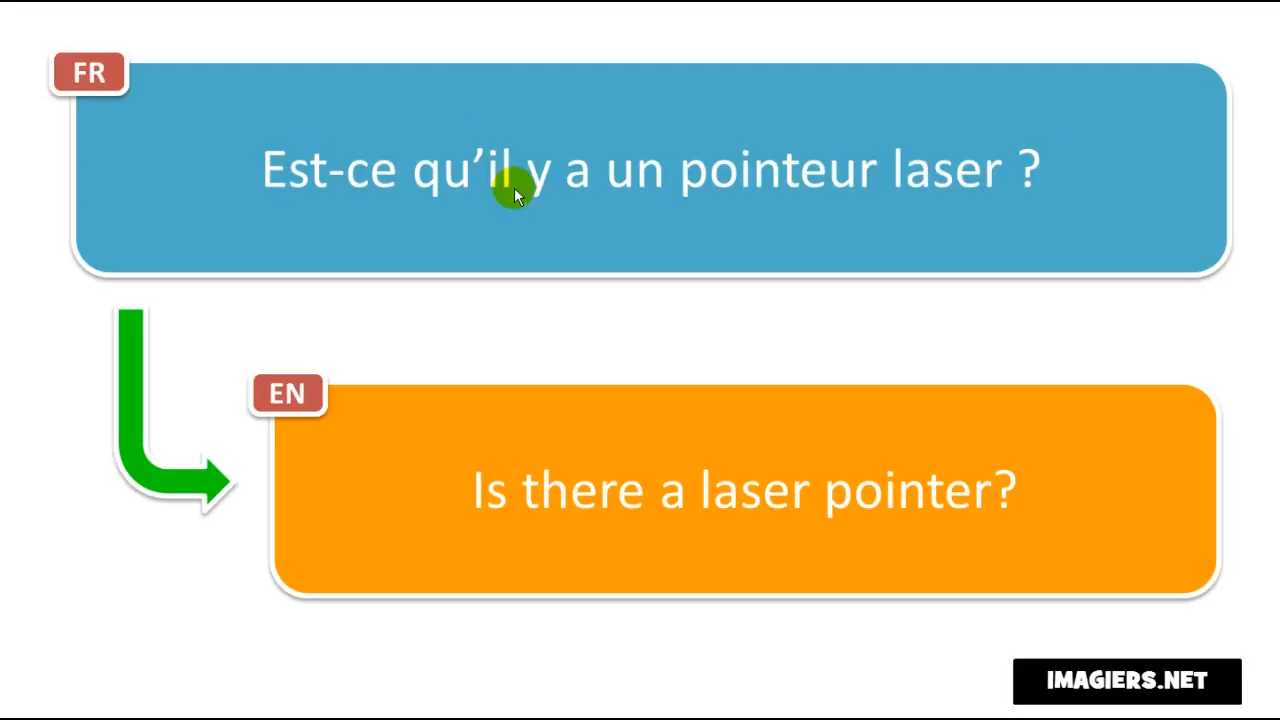 FR
Est-ce qu’il y a un pointeur laser ?
EN
Is there a laser pointer?
IMAGIERS.NET